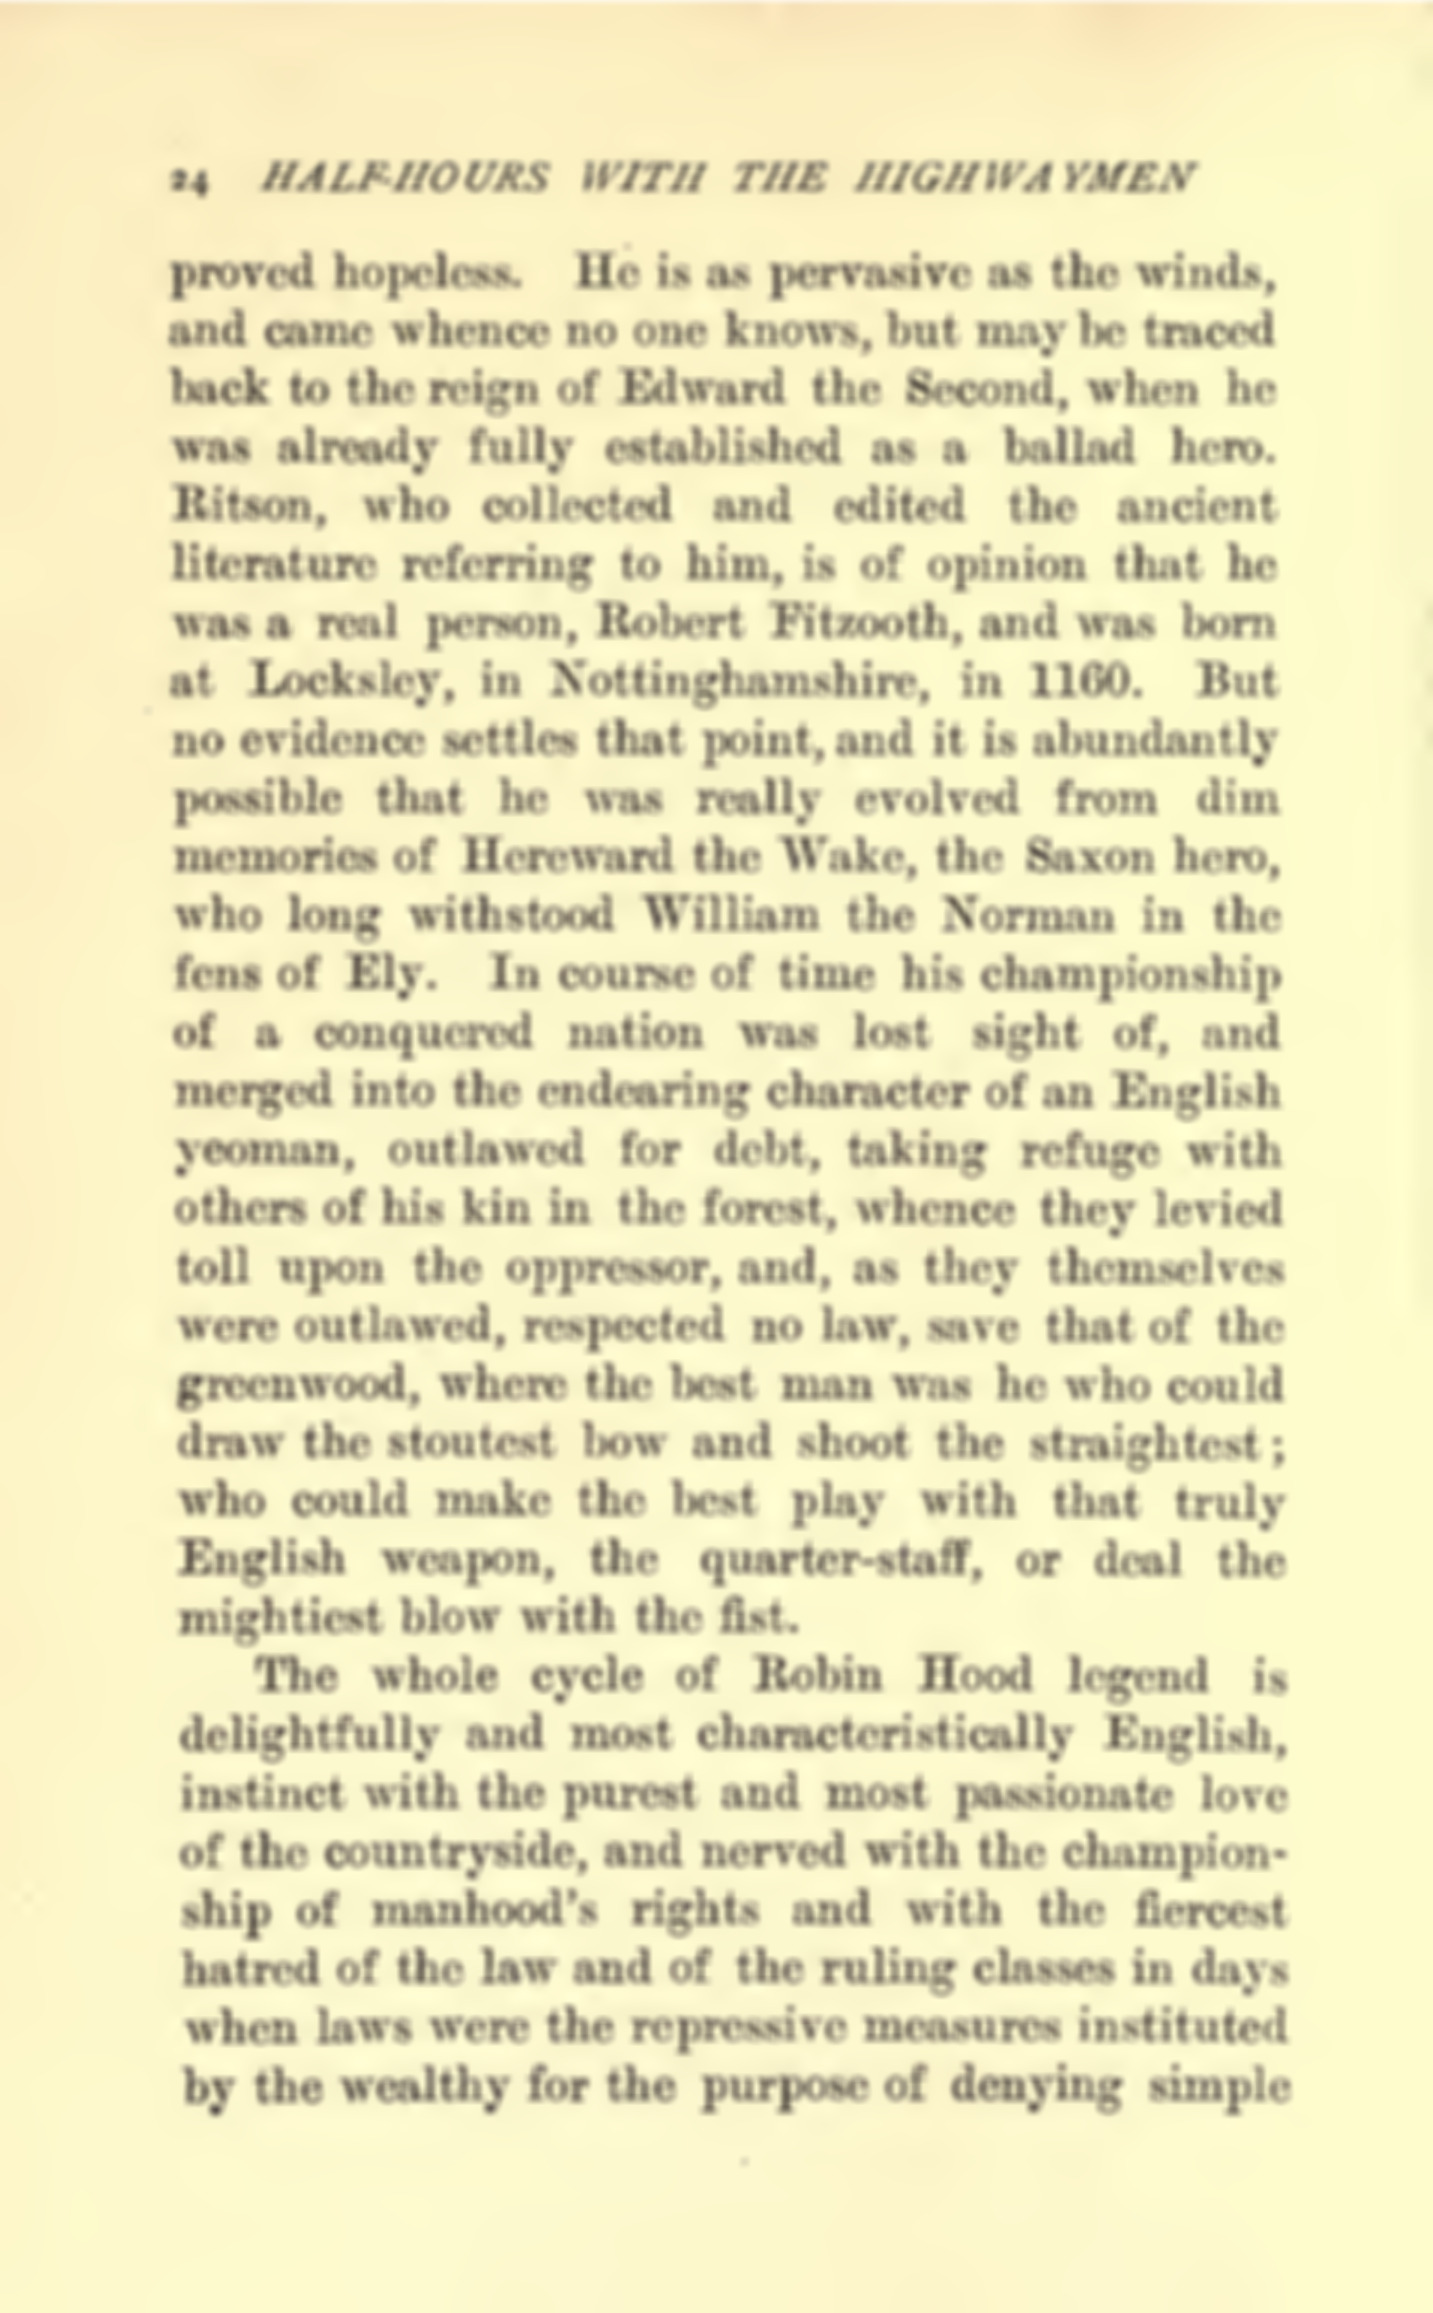 24 HALF-HOURS WITH THE HIGHWAYMEN
proved hopeless. He is as pervasive as the winds,
and came whence no one knows, but may be traced
back to the reign of Edward the Second, when he
was already fully established as a ballad hero.
Ritson, who collected and edited the ancient
literature referring to him, is of opinion that he
was a real person, Robert Fitzooth, and was born
at Locksley, in Nottinghamshire, in 1160. But
no evidence settles that point, and it is abundantly
possible that he was really evolved from dim
memories of Hereward the Wake, the Saxon hero,
who long withstood William the Norman in the
fens of Ely. In course of time his championship
of a conquered nation was lost sight of, and
merged into the endearing character of an English
yeoman, outlawed for debt, taking refuge with
others of his kin in the forest, whence they levied
toll upon the oppressor, and, as they themselves
were outlawed, respected no law, save that of the
greenwood, where the best man was he who could
draw the stoutest bow and shoot the straightest;
who could make the best play with that truly
English weapon, the quarter-staff, or deal the
mightiest blow with the fist.
The whole cycle of Robin Hood legend is
delightfully and most characteristically English,
instinct with the purest and most passionate love
of the countryside, and nerved with the champion-
ship of manhood's rights and with the fiercest
hatred of the law and of the ruling classes in days
when laws were the repressive measures instituted
by the wealthy for the purpose of denying simple